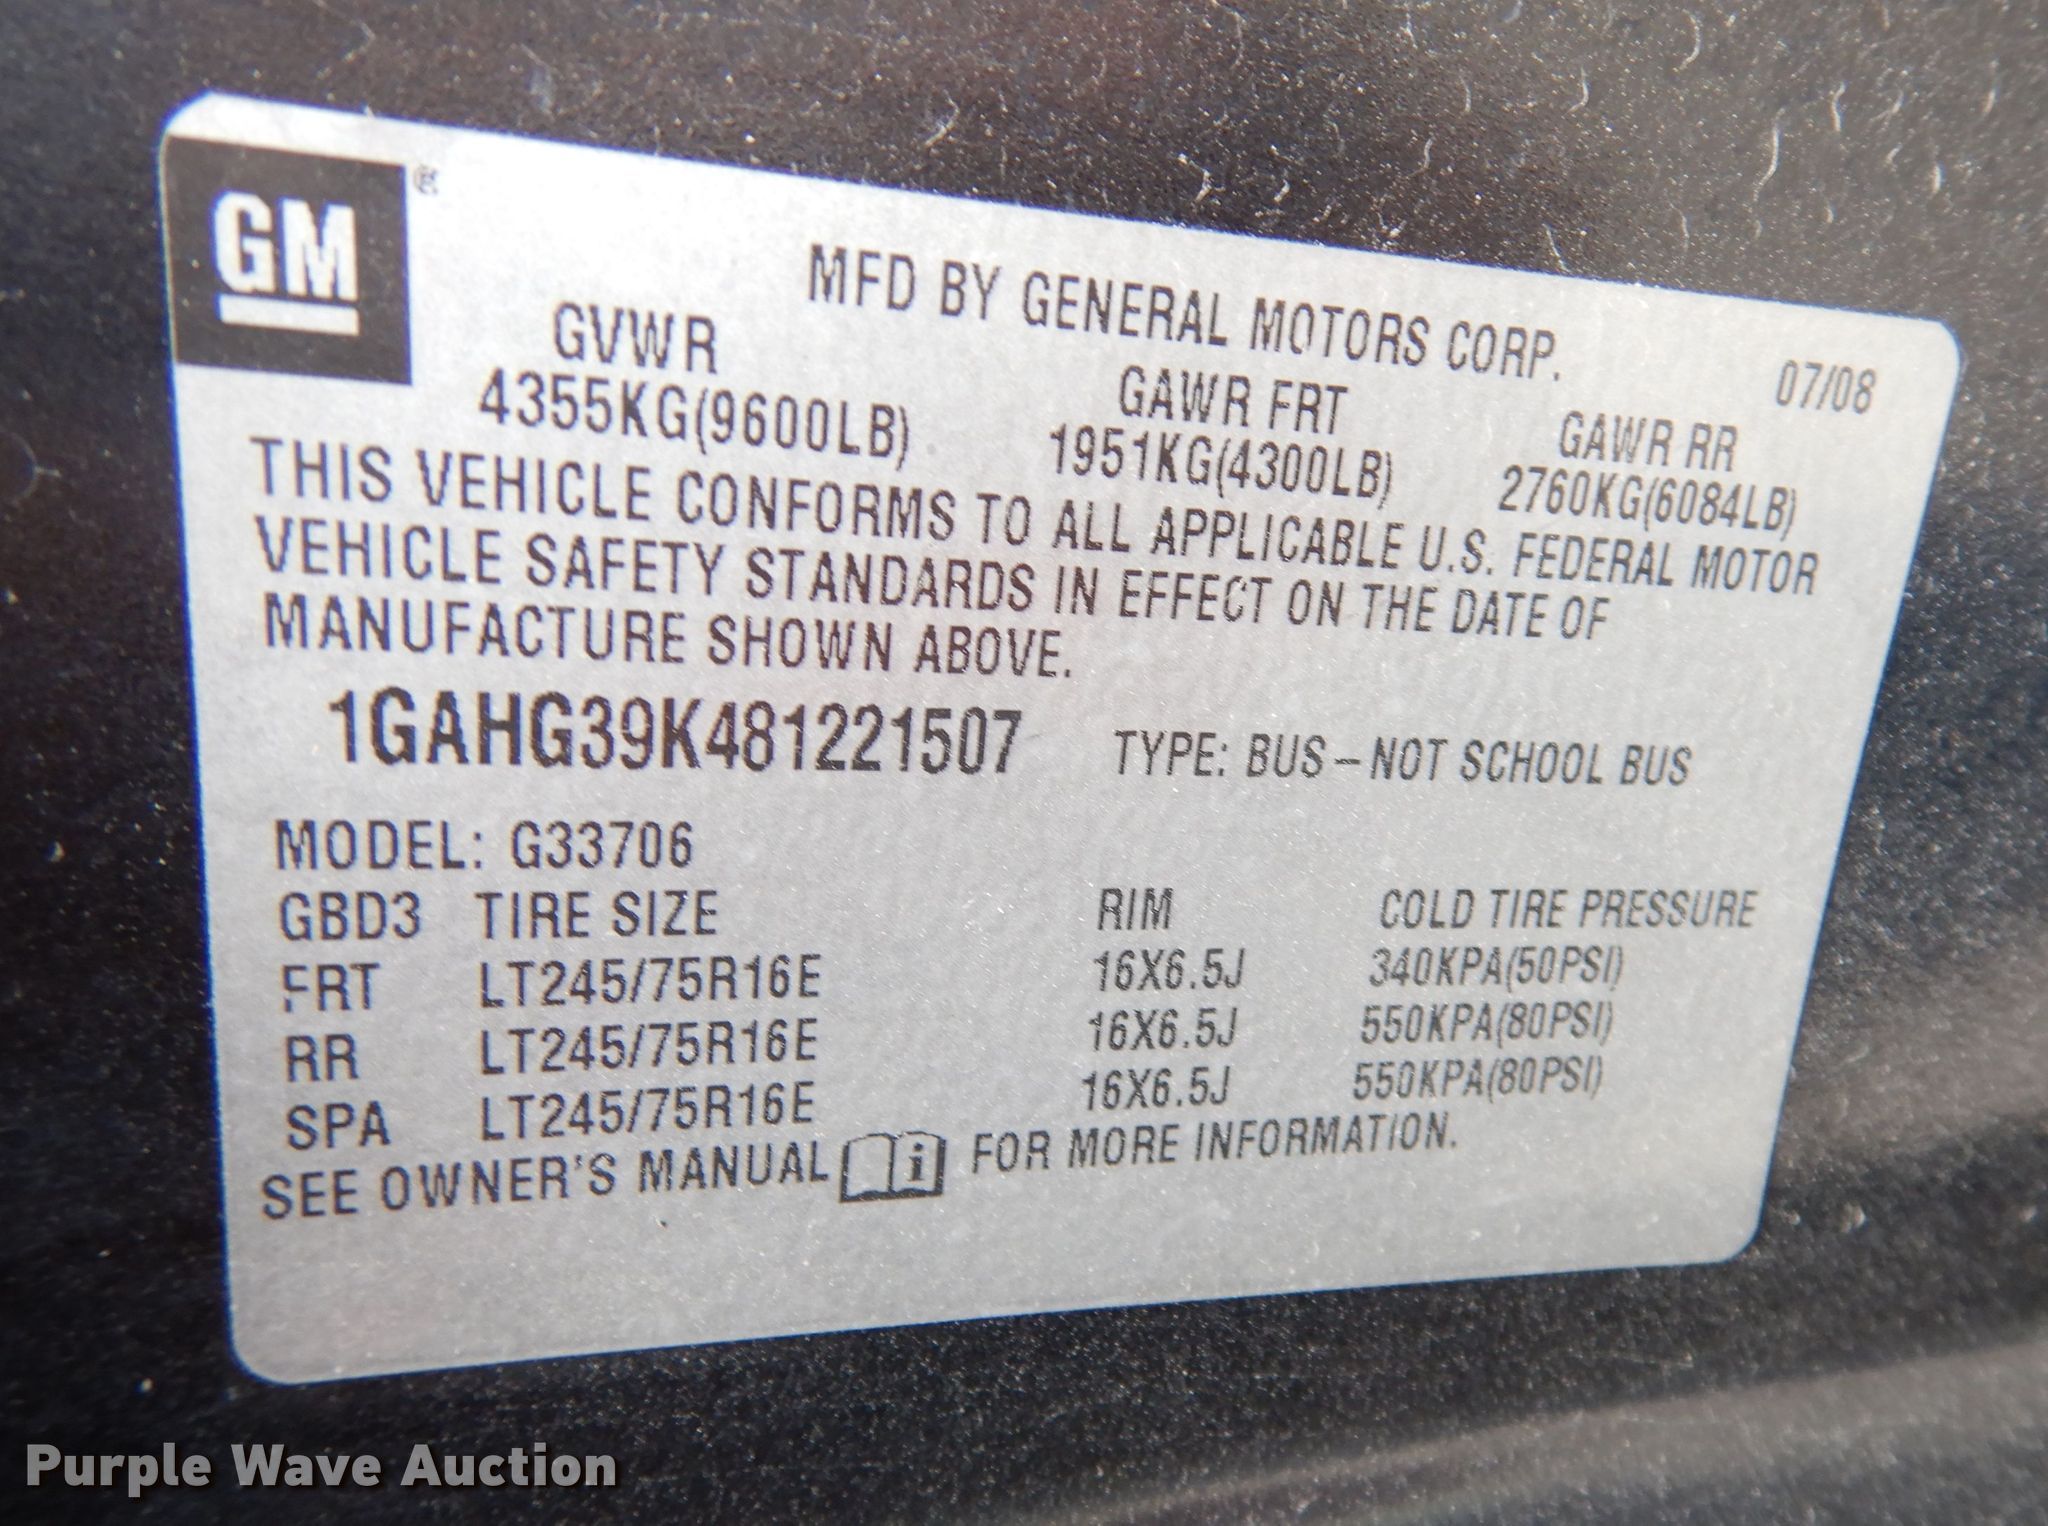 GM ®
MFD BY GENERAL MOTORS CORP. 07/08
GVWR GAWR FRT GAWR RR
4355KG(9600LB) 1951KG(4300LB) 2760KG(6084LB)
THIS VEHICLE CONFORMS TO ALL APPLICABLE U.S. FEDERAL MOTOR
VEHICLE SAFETY STANDARDS IN EFFECT ON THE DATE OF
MANUFACTURE SHOWN ABOVE.
1GAHG39K481221507 TYPE: BUS – NOT SCHOOL BUS
MODEL: G33706
GBD3 TIRE SIZE RIM COLD TIRE PRESSURE
FRT LT245/75R16E 16X6.5J 340KPA(50PSI)
RR LT245/75R16E 16X6.5J 550KPA(80PSI)
SPA LT245/75R16E 16X6.5J 550KPA(80PSI)
SEE OWNER'S MANUAL i FOR MORE INFORMATION.
Purple Wave Auction